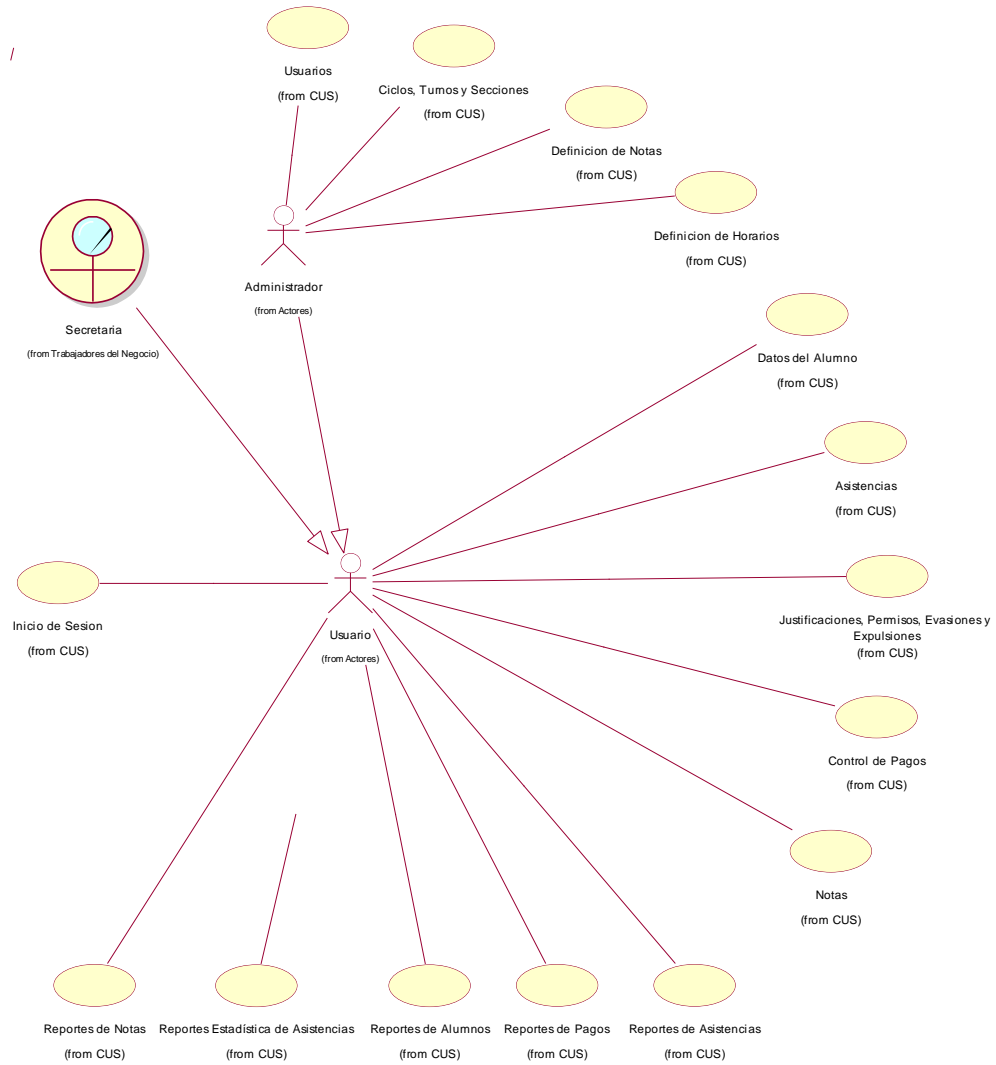 Usuarios
(from CUS)
Ciclos, Turnos y Secciones
(from CUS)
Definicion de Notas
(from CUS)
Definicion de Horarios
(from CUS)
Administrador
(from Actores)
Secretaria
(from Trabajadores del Negocio)
Datos del Alumno
(from CUS)
Asistencias
(from CUS)
Inicio de Sesion
(from CUS)
Usuario
(from Actores)
Justificaciones, Permisos, Evasiones y
Expulsiones
(from CUS)
Control de Pagos
(from CUS)
Notas
(from CUS)
Reportes de Notas
(from CUS)
Reportes Estadística de Asistencias
(from CUS)
Reportes de Alumnos
(from CUS)
Reportes de Pagos
(from CUS)
Reportes de Asistencias
(from CUS)